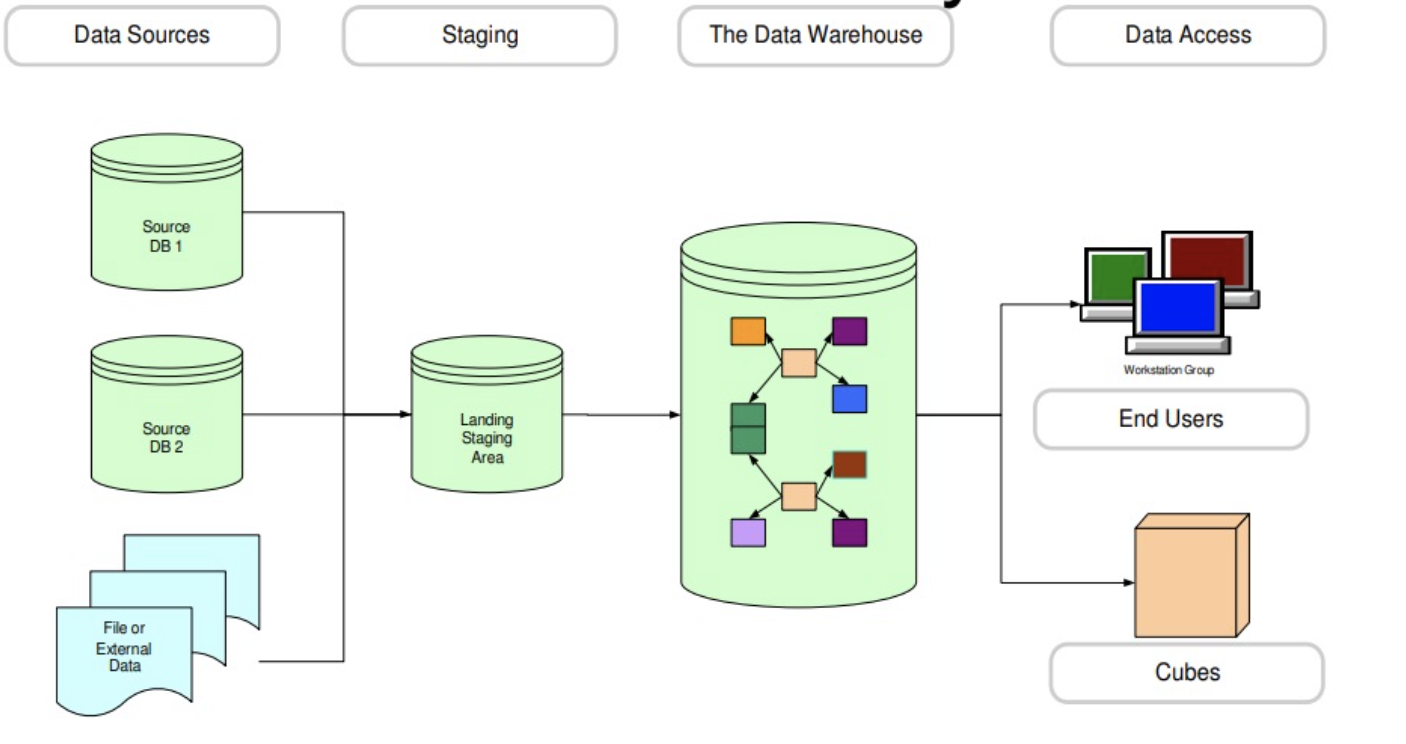 Data Sources
Staging
The Data Warehouse
Data Access
Source
DB 1
Source
DB 2
File or
External
Data
Landing
Staging
Area
Workstation Group
End Users
Cubes